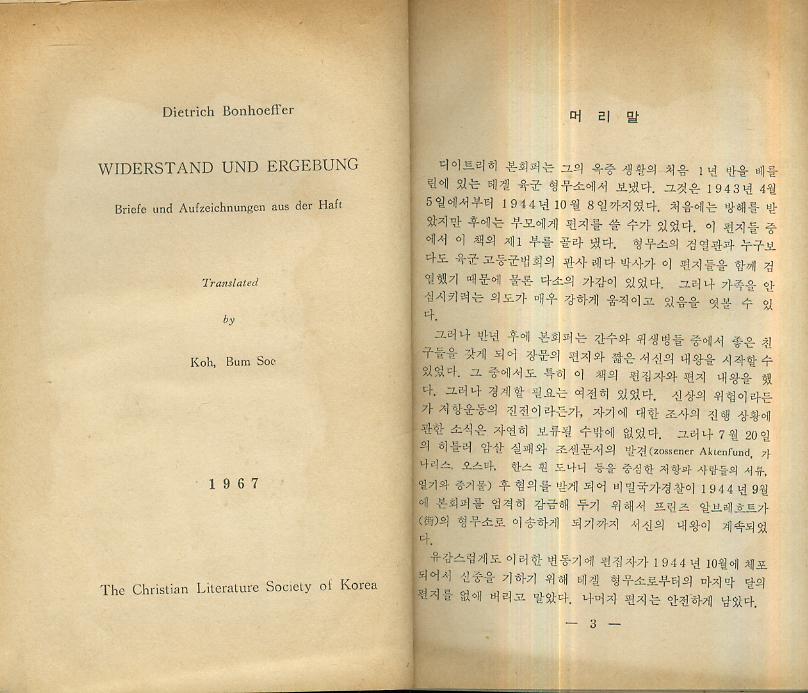 Dietrich Bonhoeffer
WIDERSTAND UND ERGEBUNG
Briefe und Aufzeichnungen aus der Haft
Translated
by
Koh, Bum Soe
1967
The Christian Literature Society of Korea
머 리 말
디이트리히 본회퍼는 그의 옥중 생활의 처음 1년 반을 베를
린에 있는 테겔 육군 형무소에서 보냈다. 그것은 1943년 4월
5일에서부터 1944년 10월 8일까지였다. 처음에는 방해를 받
았지만 후에는 부모에게 편지를 쓸 수가 있었다. 이 편지들 중
에서 이 책의 제1 부를 골라 냈다. 형무소의 검열관과 누구보
다도 육군 고등군법회의 판사 레다 박사가 이 편지들을 함께 검
열했기 때문에 물론 다소의 가감이 있었다. 그러나 가족을 안
심시키려는 의도가 매우 강하게 움직이고 있음을 엿볼 수 있
다.
그러나 반년 후에 본회퍼는 간수와 위생병들 중에서 좋은 친
구들을 갖게 되어 장문의 편지와 짧은 서신의 내왕을 시작할 수
있었다. 그 중에서도 특히 이 책의 편집자와 편지 내왕을 했
다. 그러나 경계할 필요는 여전히 있었다. 신상의 위험이라든
가 저항운동의 진전이라든가, 자기에 대한 조사의 진행 상황에
관한 소식은 자연히 보류될 수밖에 없었다. 그러나 7월 20일
의 히틀러 암살 실패와 조센문서의 발견(zossener Aktenfund, 가
나리스, 오스타, 한스 휜 도나니 등을 중심한 저항파 사람들의 서류,
일기와 증거물) 후 혐의를 받게 되어 비밀국가경찰이 1944년 9월
에 본회퍼를 엄격히 감금해 두기 위해서 프린즈 알브레흐트가
(街)의 형무소로 이송하게 되기까지 서신의 내왕이 계속되었
다.
유감스럽게도 이러한 변동기에 편집자가 1944년 10월에 체포
되어서 신중을 기하기 위해 테겔 형무소로부터의 마지막 달의
편지를 없애 버리고 말았다. 나머지 편지는 안전하게 남았다.
— 3 —